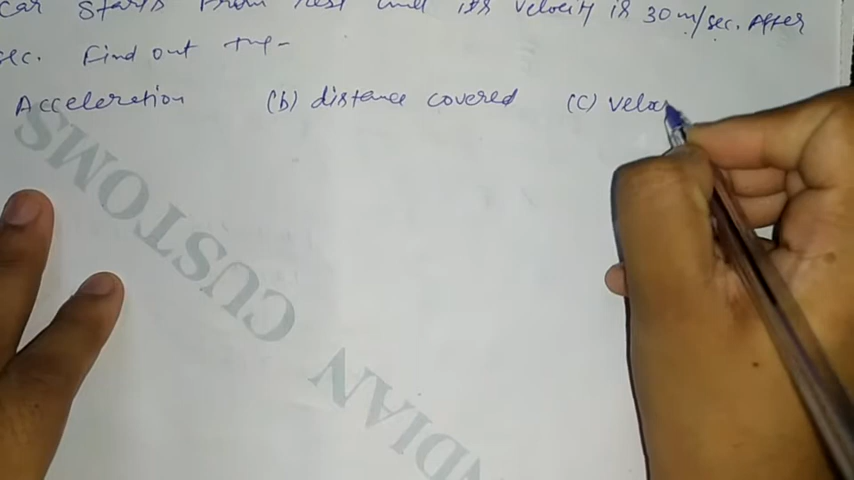 car starts from rest and its velocity is 30 m/sec. After
sec. Find out the-
Acceleration (b) distance covered (c) veloc
INDIAN CUSTOMS